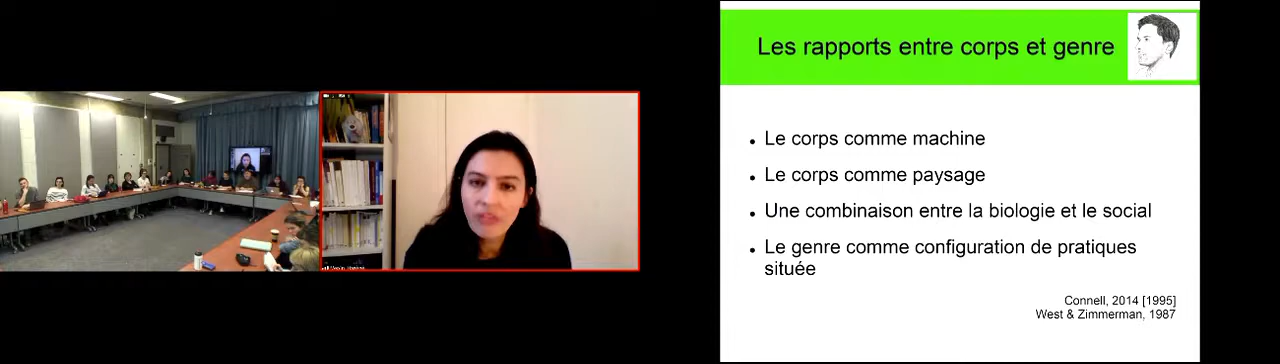 Les rapports entre corps et genre
Le corps comme machine
Le corps comme paysage
Une combinaison entre la biologie et le social
Le genre comme configuration de pratiques
située
Connell, 2014 [1995]
West & Zimmerman, 1987